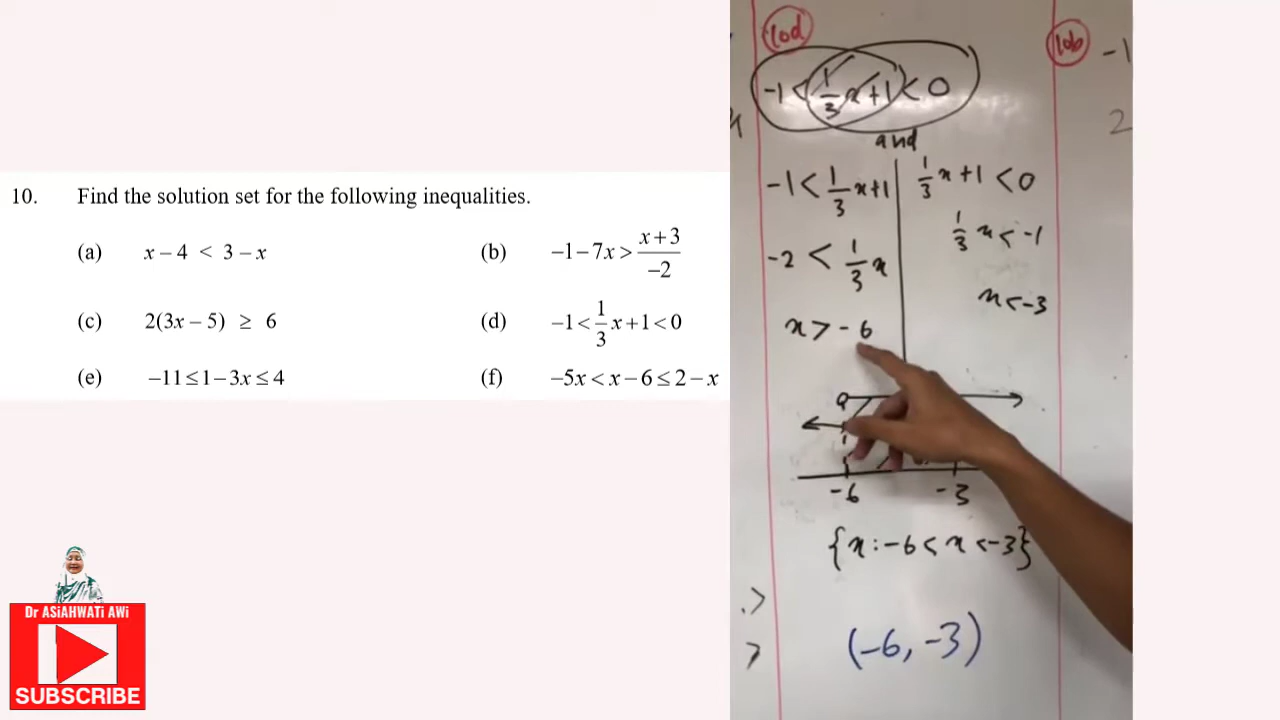 10. Find the solution set for the following inequalities.
(a) x – 4 < 3 – x (b) −1 − 7x > (x + 3)/−2
(c) 2(3x – 5) ≥ 6 (d) −1 < 1/3 x + 1 < 0
(e) −11 ≤ 1 − 3x ≤ 4 (f) −5x < x − 6 ≤ 2 − x
Dr ASiAHWATi AWi
SUBSCRIBE
10d
-1 < 1/3 x + 1 < 0
and
-1 < 1/3 x + 1
-2 < 1/3 x
x > -6
1/3 x + 1 < 0
1/3 x < -1
x < -3
-6 -3
{x : -6 < x < -3}
(-6, -3)
10b
-1
2
>
>